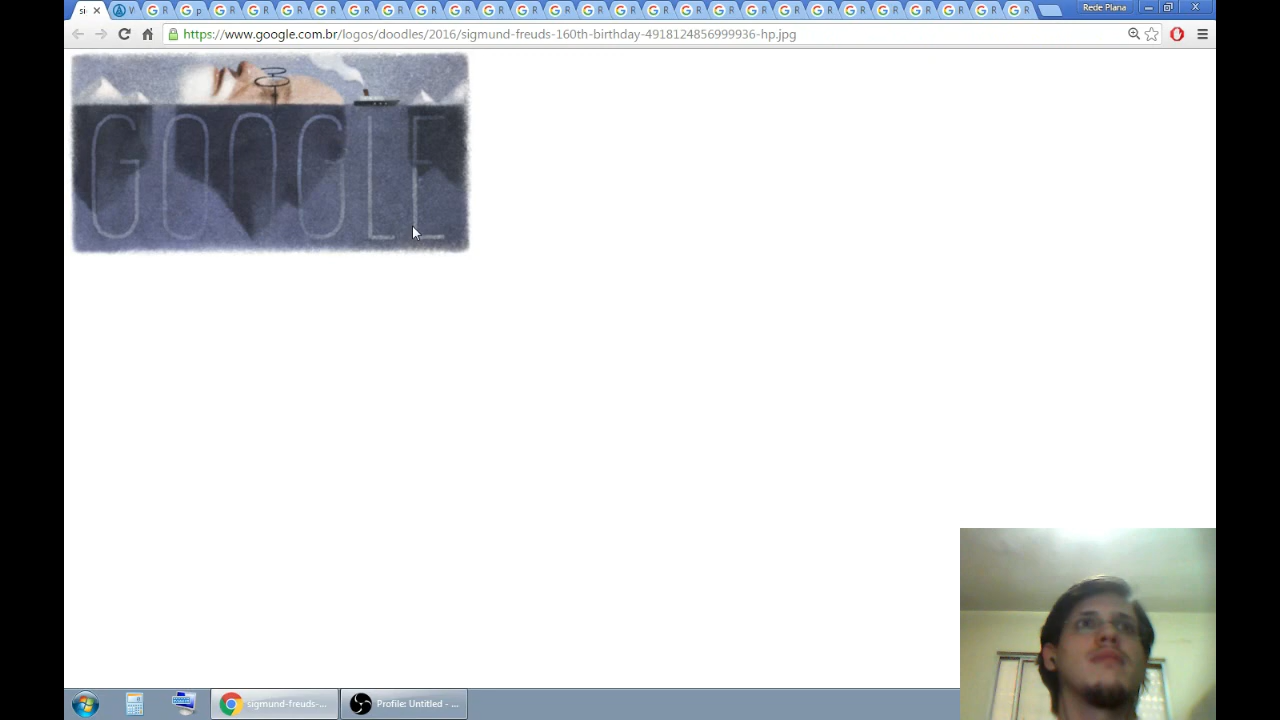 si
Rede Plana
https://www.google.com.br/logos/doodles/2016/sigmund-freuds-160th-birthday-4918124856999936-hp.jpg
GOOGLE
sigmund-freuds-...
Profile: Untitled - ...